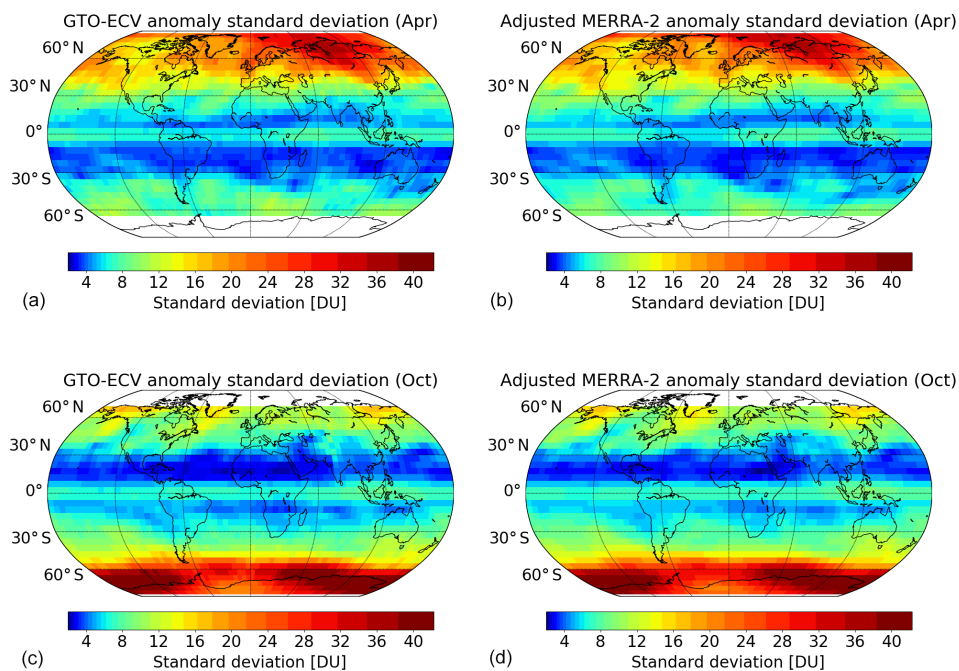 GTO-ECV anomaly standard deviation (Apr)
60° N
30° N
0°
30° S
60° S
4 8 12 16 20 24 28 32 36 40
Standard deviation [DU]
(a)
Adjusted MERRA-2 anomaly standard deviation (Apr)
60° N
30° N
0°
30° S
60° S
4 8 12 16 20 24 28 32 36 40
Standard deviation [DU]
(b)
GTO-ECV anomaly standard deviation (Oct)
60° N
30° N
0°
30° S
60° S
4 8 12 16 20 24 28 32 36 40
Standard deviation [DU]
(c)
Adjusted MERRA-2 anomaly standard deviation (Oct)
60° N
30° N
0°
30° S
60° S
4 8 12 16 20 24 28 32 36 40
Standard deviation [DU]
(d)